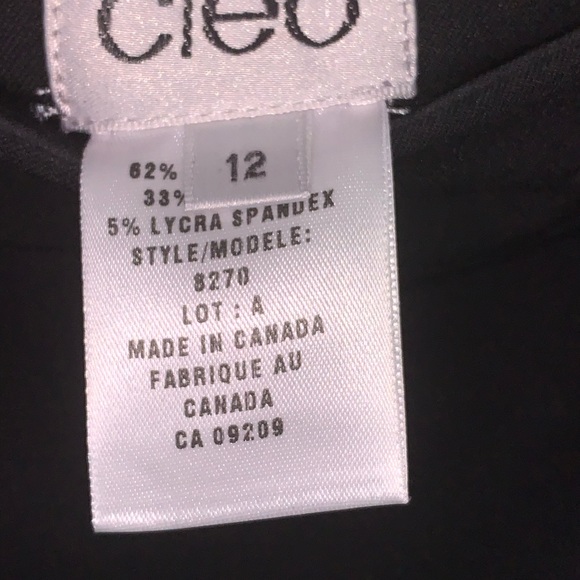 cleo
12
62%
33%
5% LYCRA SPANDEX
STYLE/MODELE:
8270
LOT : A
MADE IN CANADA
FABRIQUE AU
CANADA
CA 09209